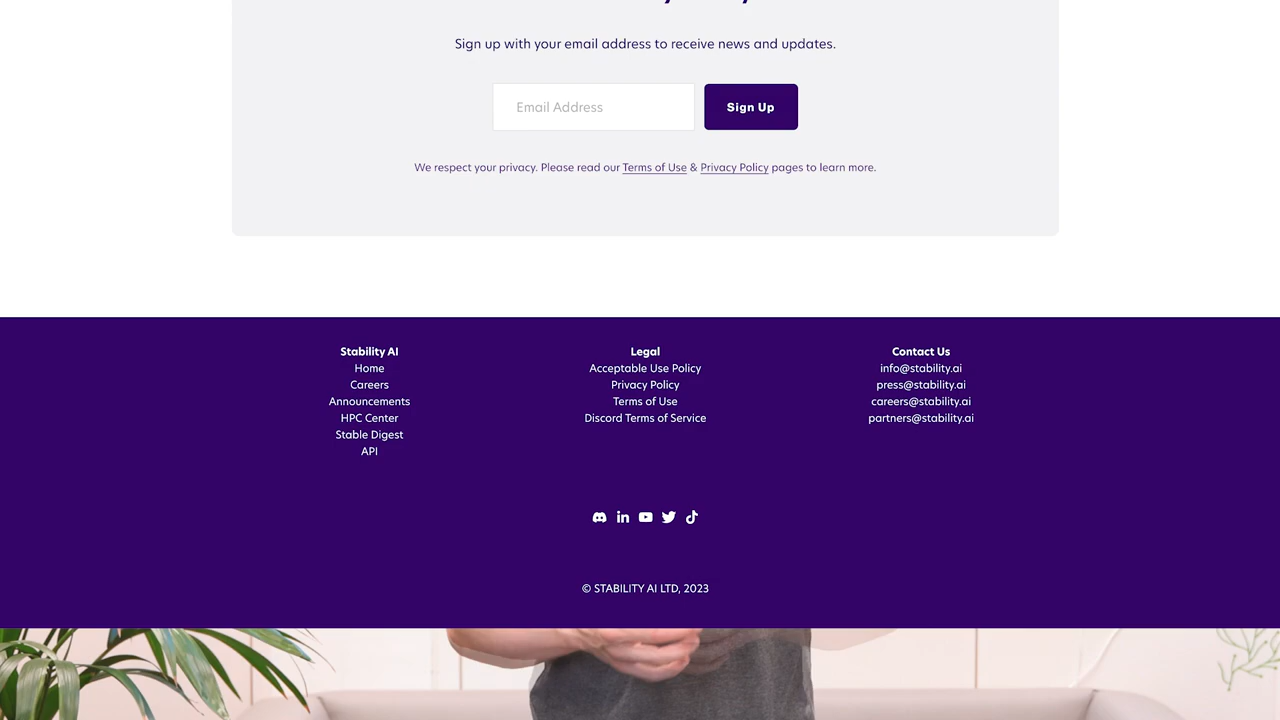 Sign up with your email address to receive news and updates.
Email Address
Sign Up
We respect your privacy. Please read our Terms of Use & Privacy Policy pages to learn more.
Stability AI
Home
Careers
Announcements
HPC Center
Stable Digest
API
Legal
Acceptable Use Policy
Privacy Policy
Terms of Use
Discord Terms of Service
Contact Us
info@stability.ai
press@stability.ai
careers@stability.ai
partners@stability.ai
© STABILITY AI LTD, 2023